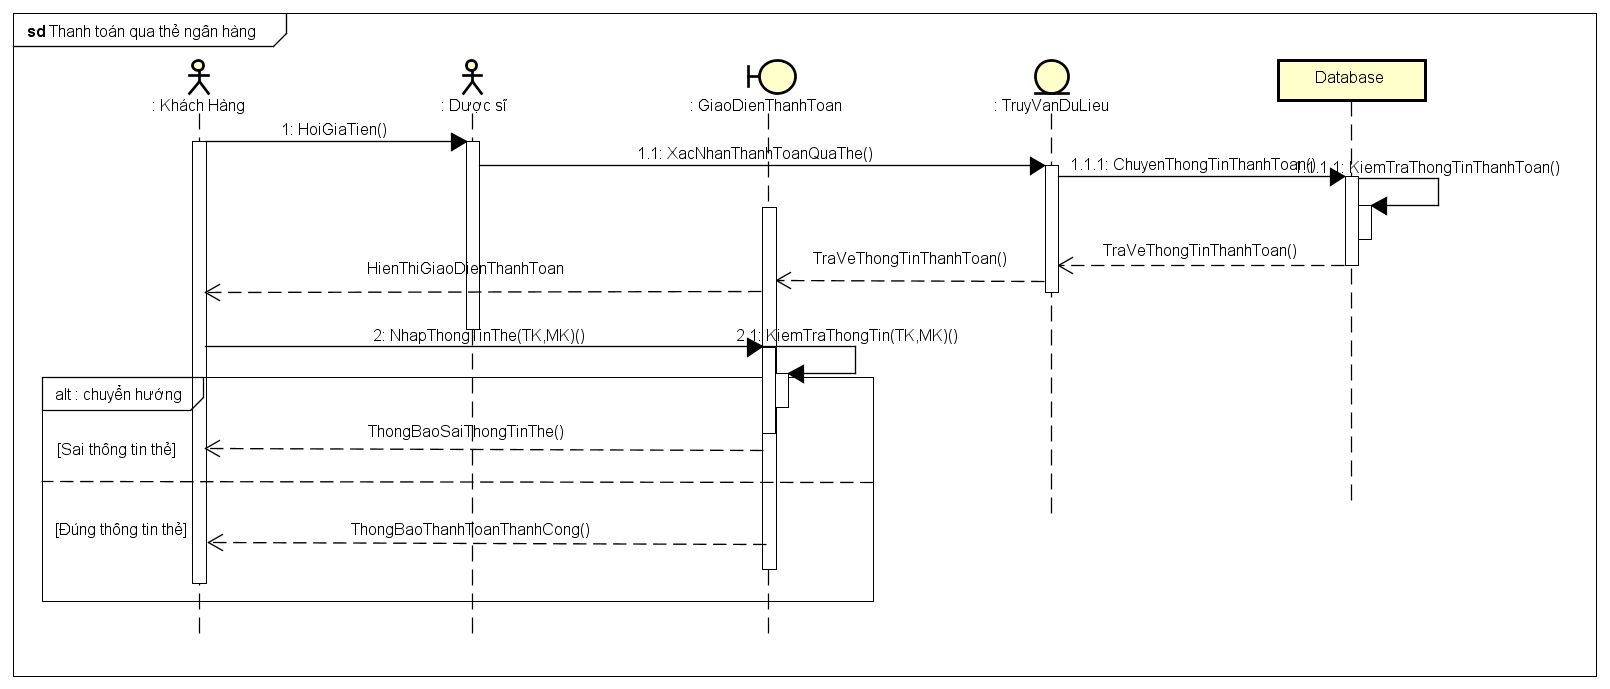 sd Thanh toán qua thẻ ngân hàng
: Khách Hàng
: Dược sĩ
: GiaoDienThanhToan
: TruyVanDuLieu
Database
1: HoiGiaTien()
1.1: XacNhanThanhToanQuaThe()
1.1.1: ChuyenThongTinThanhToan()
1.1.1.1: KiemTraThongTinThanhToan()
TraVeThongTinThanhToan()
TraVeThongTinThanhToan()
HienThiGiaoDienThanhToan
2: NhapThongTinThe(TK,MK)()
2.1: KiemTraThongTin(TK,MK)()
alt : chuyển hướng
[Sai thông tin thẻ]
ThongBaoSaiThongTinThe()
[Đúng thông tin thẻ]
ThongBaoThanhToanThanhCong()